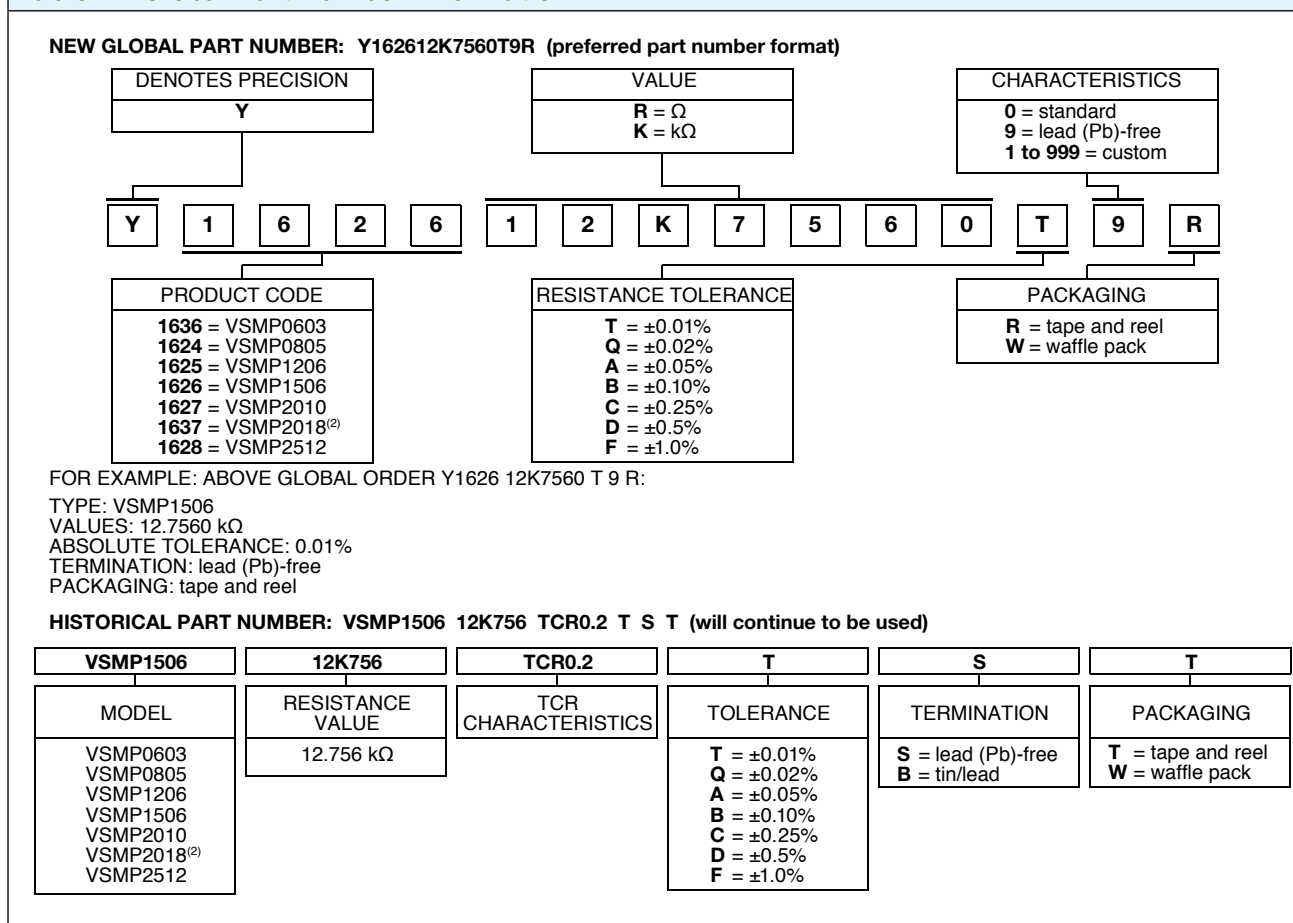 NEW GLOBAL PART NUMBER: Y162612K7560T9R (preferred part number format)
DENOTES PRECISION
Y
VALUE
R = Ω
K = kΩ
CHARACTERISTICS
0 = standard
9 = lead (Pb)-free
1 to 999 = custom
Y 1 6 2 6 1 2 K 7 5 6 0 T 9 R
PRODUCT CODE
1636 = VSMP0603
1624 = VSMP0805
1625 = VSMP1206
1626 = VSMP1506
1627 = VSMP2010
1637 = VSMP2018(2)
1628 = VSMP2512
RESISTANCE TOLERANCE
T = ±0.01%
Q = ±0.02%
A = ±0.05%
B = ±0.10%
C = ±0.25%
D = ±0.5%
F = ±1.0%
PACKAGING
R = tape and reel
W = waffle pack
FOR EXAMPLE: ABOVE GLOBAL ORDER Y1626 12K7560 T 9 R:
TYPE: VSMP1506
VALUES: 12.7560 kΩ
ABSOLUTE TOLERANCE: 0.01%
TERMINATION: lead (Pb)-free
PACKAGING: tape and reel
HISTORICAL PART NUMBER: VSMP1506 12K756 TCR0.2 T S T (will continue to be used)
VSMP1506
MODEL
VSMP0603
VSMP0805
VSMP1206
VSMP1506
VSMP2010
VSMP2018(2)
VSMP2512
12K756
RESISTANCE
VALUE
12.756 kΩ
TCR0.2
TCR
CHARACTERISTICS
T
TOLERANCE
T = ±0.01%
Q = ±0.02%
A = ±0.05%
B = ±0.10%
C = ±0.25%
D = ±0.5%
F = ±1.0%
S
TERMINATION
S = lead (Pb)-free
B = tin/lead
T
PACKAGING
T = tape and reel
W = waffle pack